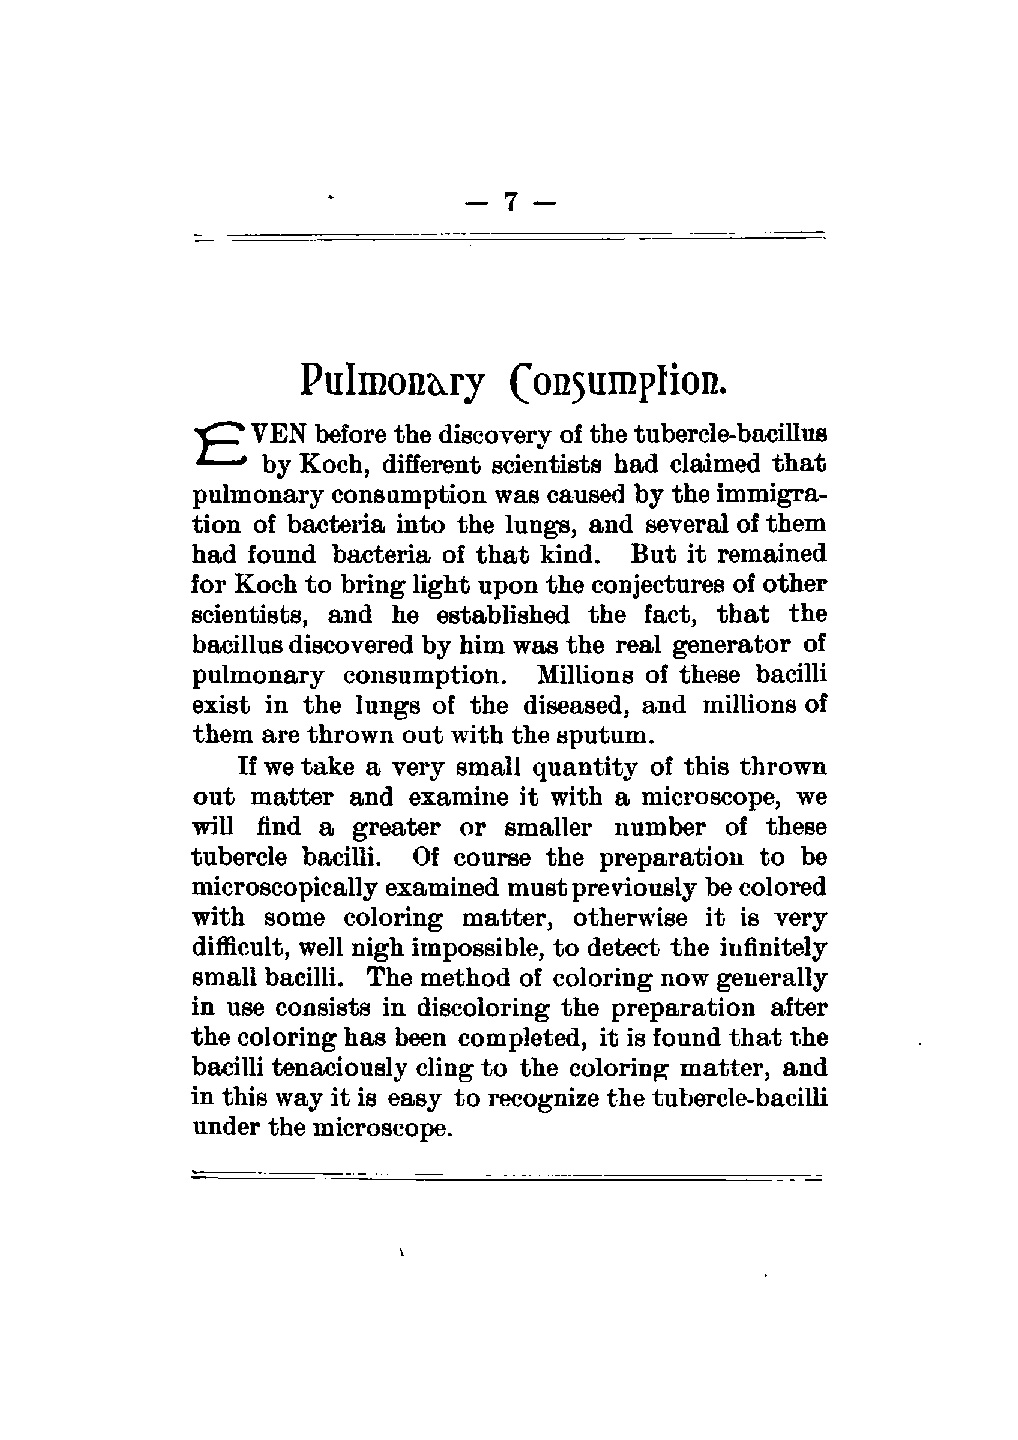 — 7 —
Pulmonary Consumption.
EVEN before the discovery of the tubercle-bacillus
by Koch, different scientists had claimed that
pulmonary consumption was caused by the immigra-
tion of bacteria into the lungs, and several of them
had found bacteria of that kind. But it remained
for Koch to bring light upon the conjectures of other
scientists, and he established the fact, that the
bacillus discovered by him was the real generator of
pulmonary consumption. Millions of these bacilli
exist in the lungs of the diseased, and millions of
them are thrown out with the sputum.
If we take a very small quantity of this thrown
out matter and examine it with a microscope, we
will find a greater or smaller number of these
tubercle bacilli. Of course the preparation to be
microscopically examined must previously be colored
with some coloring matter, otherwise it is very
difficult, well nigh impossible, to detect the infinitely
small bacilli. The method of coloring now generally
in use consists in discoloring the preparation after
the coloring has been completed, it is found that the
bacilli tenaciously cling to the coloring matter, and
in this way it is easy to recognize the tubercle-bacilli
under the microscope.